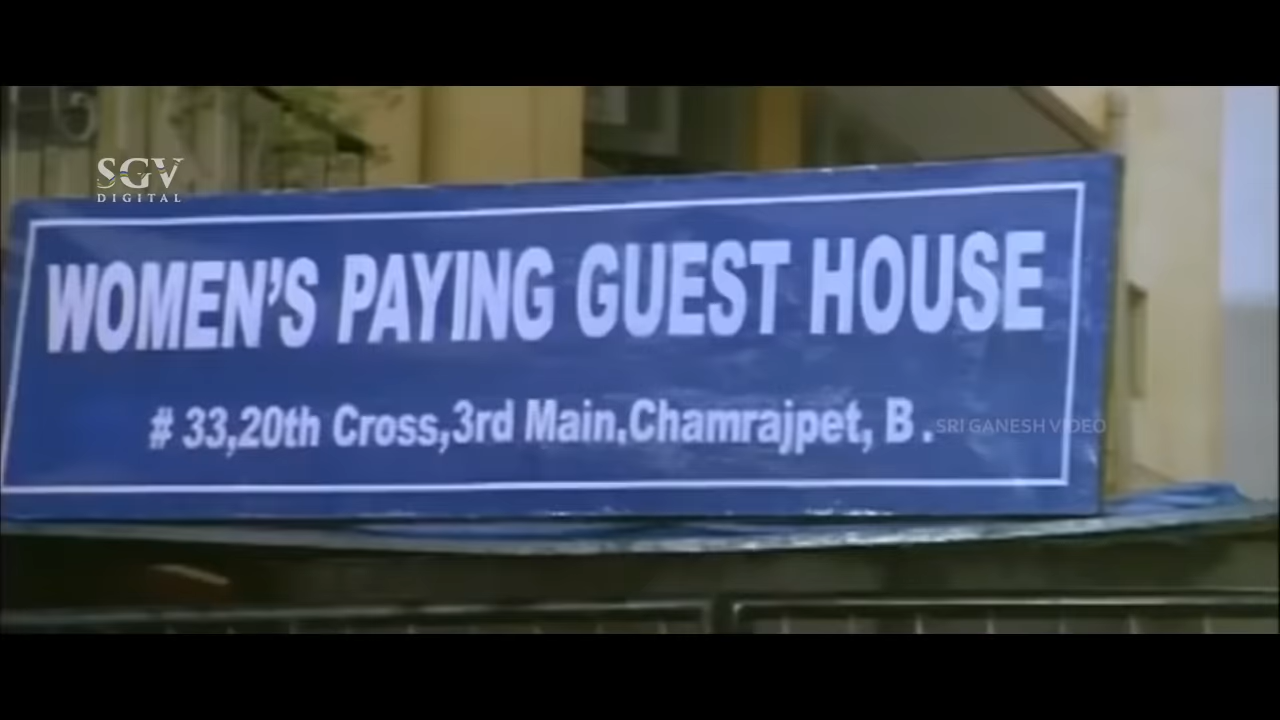 SGV
DIGITAL
WOMEN'S PAYING GUEST HOUSE
# 33,20th Cross,3rd Main.Chamrajpet, B .
SRI GANESH VIDEO